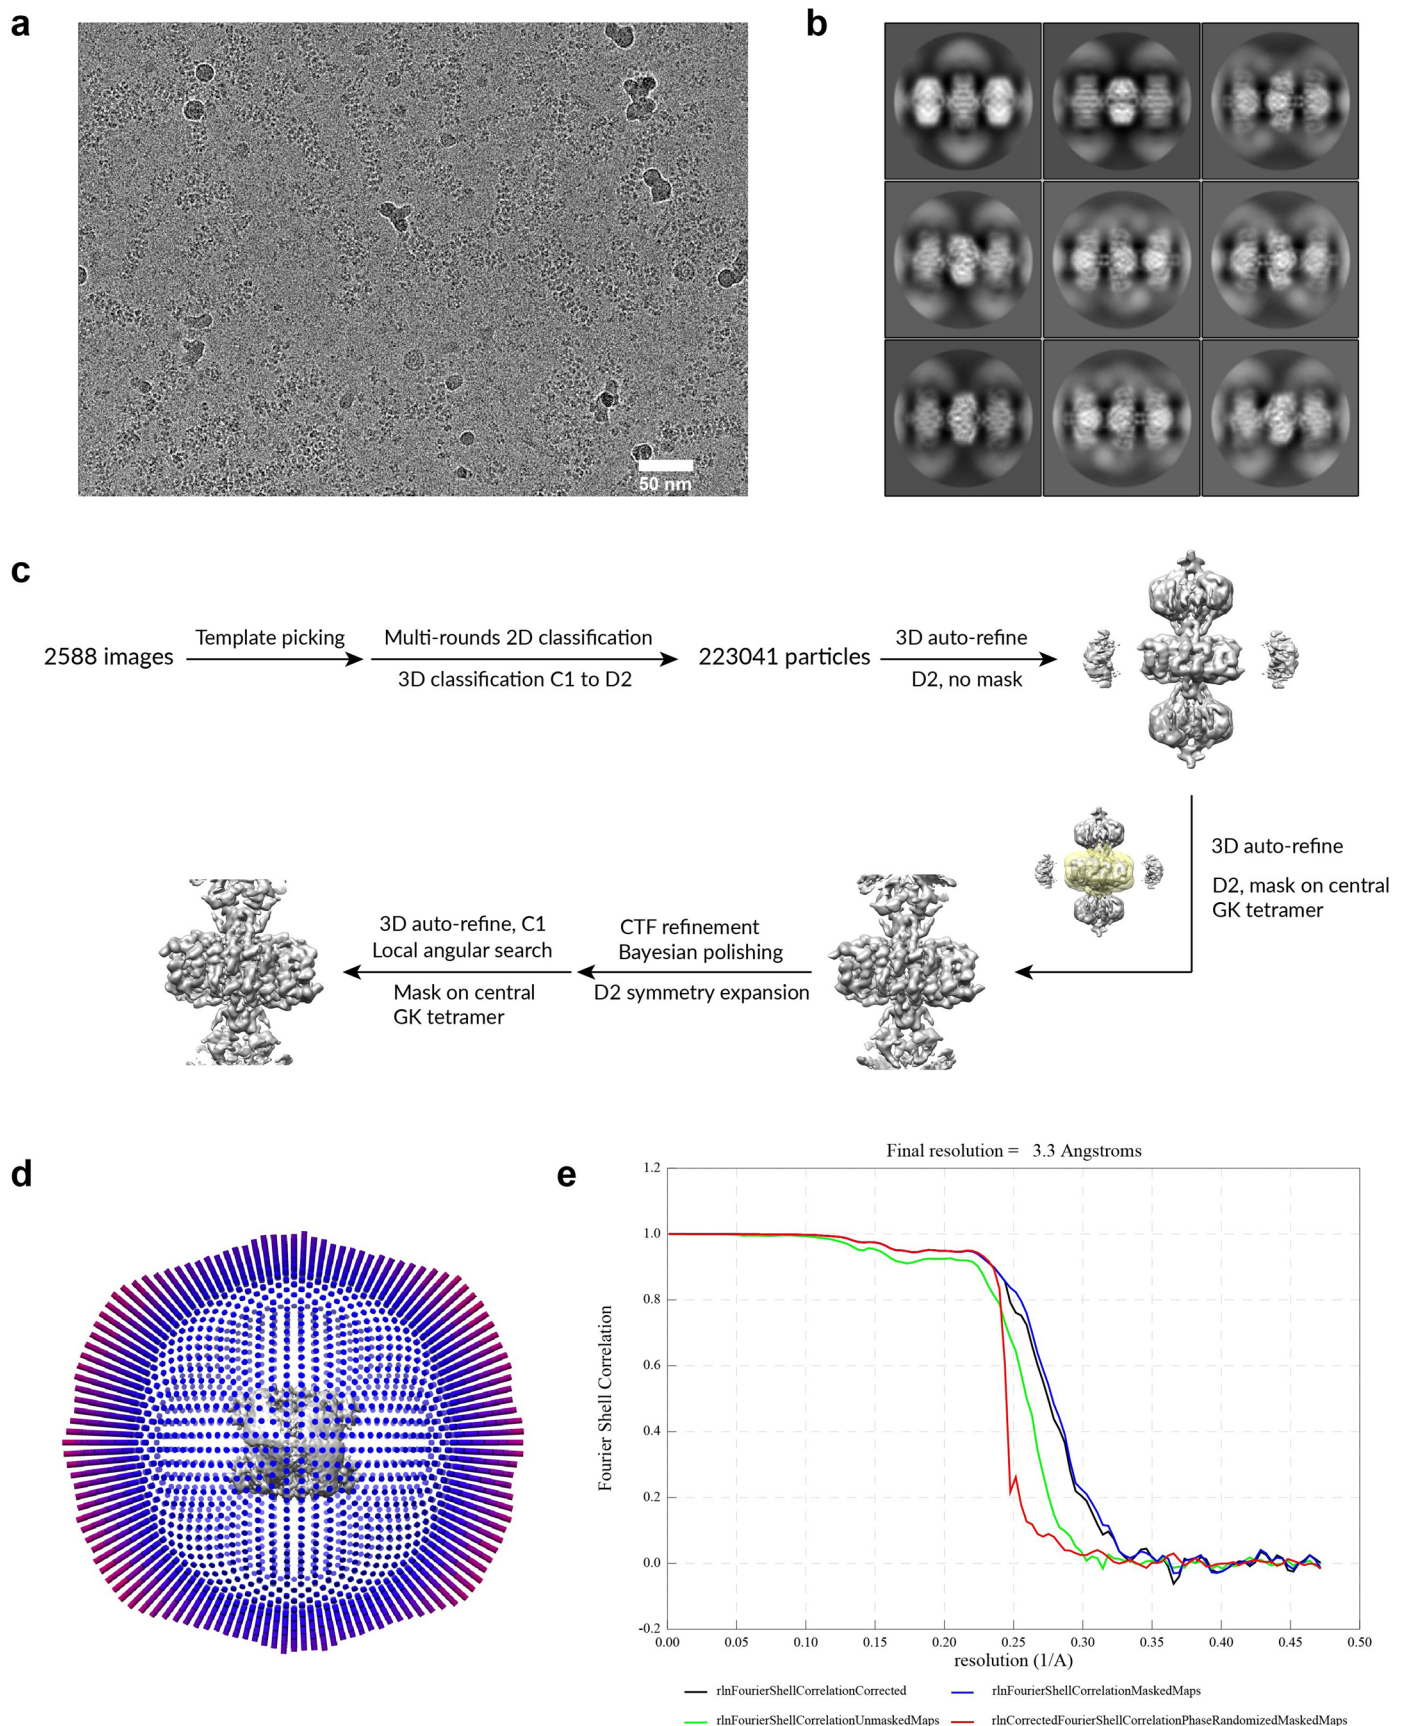 a
b
50 nm
c
2588 images
Template picking
Multi-rounds 2D classification
3D classification C1 to D2
223041 particles
3D auto-refine
D2, no mask
3D auto-refine
D2, mask on central
GK tetramer
CTF refinement
Bayesian polishing
D2 symmetry expansion
3D auto-refine, C1
Local angular search
Mask on central
GK tetramer
d
e
Final resolution = 3.3 Angstroms
1.2
1.0
0.8
0.6
0.4
0.2
0.0
-0.2
Fourier Shell Correlation
0.00 0.05 0.10 0.15 0.20 0.25 0.30 0.35 0.40 0.45 0.50
resolution (1/A)
rlnFourierShellCorrelationCorrected
rlnFourierShellCorrelationMaskedMaps
rlnFourierShellCorrelationUnmaskedMaps
rlnCorrectedFourierShellCorrelationPhaseRandomizedMaskedMaps